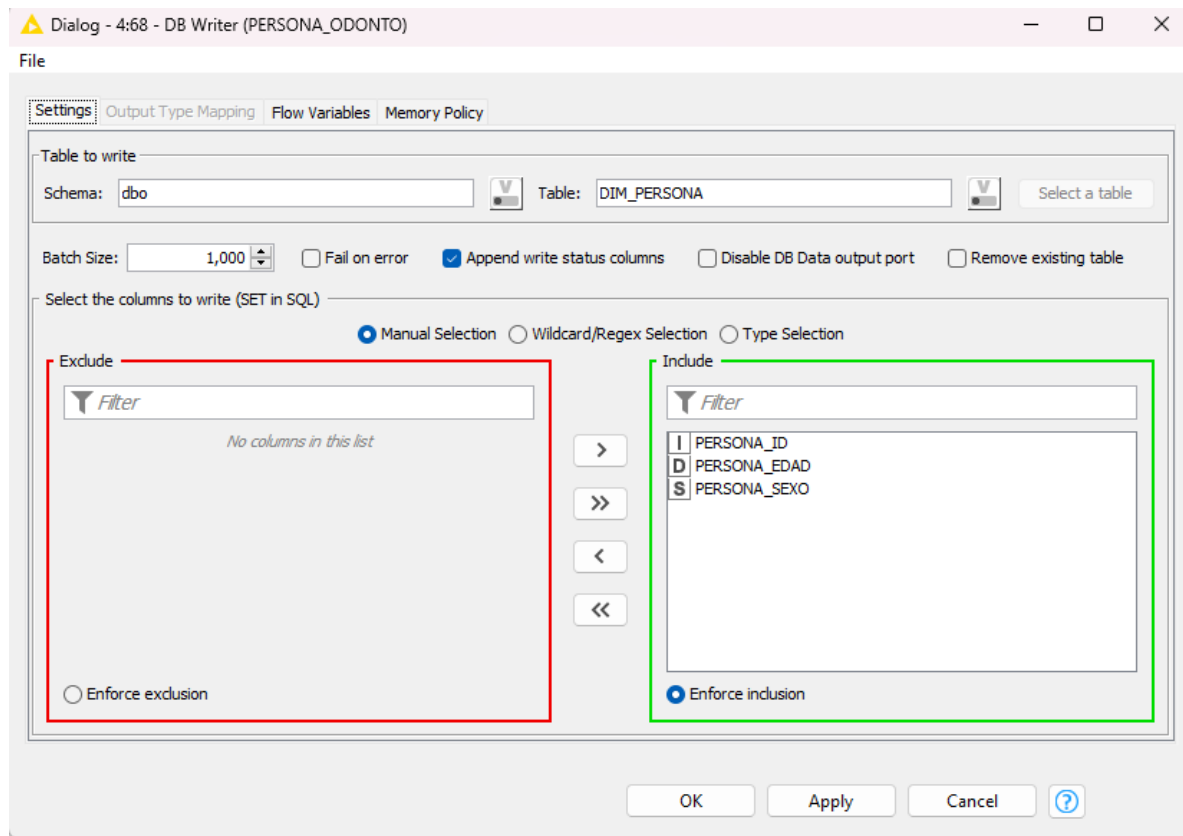 Dialog - 4:68 - DB Writer (PERSONA_ODONTO)
File
Settings Output Type Mapping Flow Variables Memory Policy
Table to write
Schema: dbo V Table: DIM_PERSONA V Select a table
Batch Size: 1,000 Fail on error Append write status columns Disable DB Data output port Remove existing table
Select the columns to write (SET in SQL)
Manual Selection Wildcard/Regex Selection Type Selection
Exclude Include
Filter Filter
No columns in this list
I PERSONA_ID
D PERSONA_EDAD
S PERSONA_SEXO
>
»
<
«
Enforce exclusion Enforce inclusion
OK Apply Cancel ?